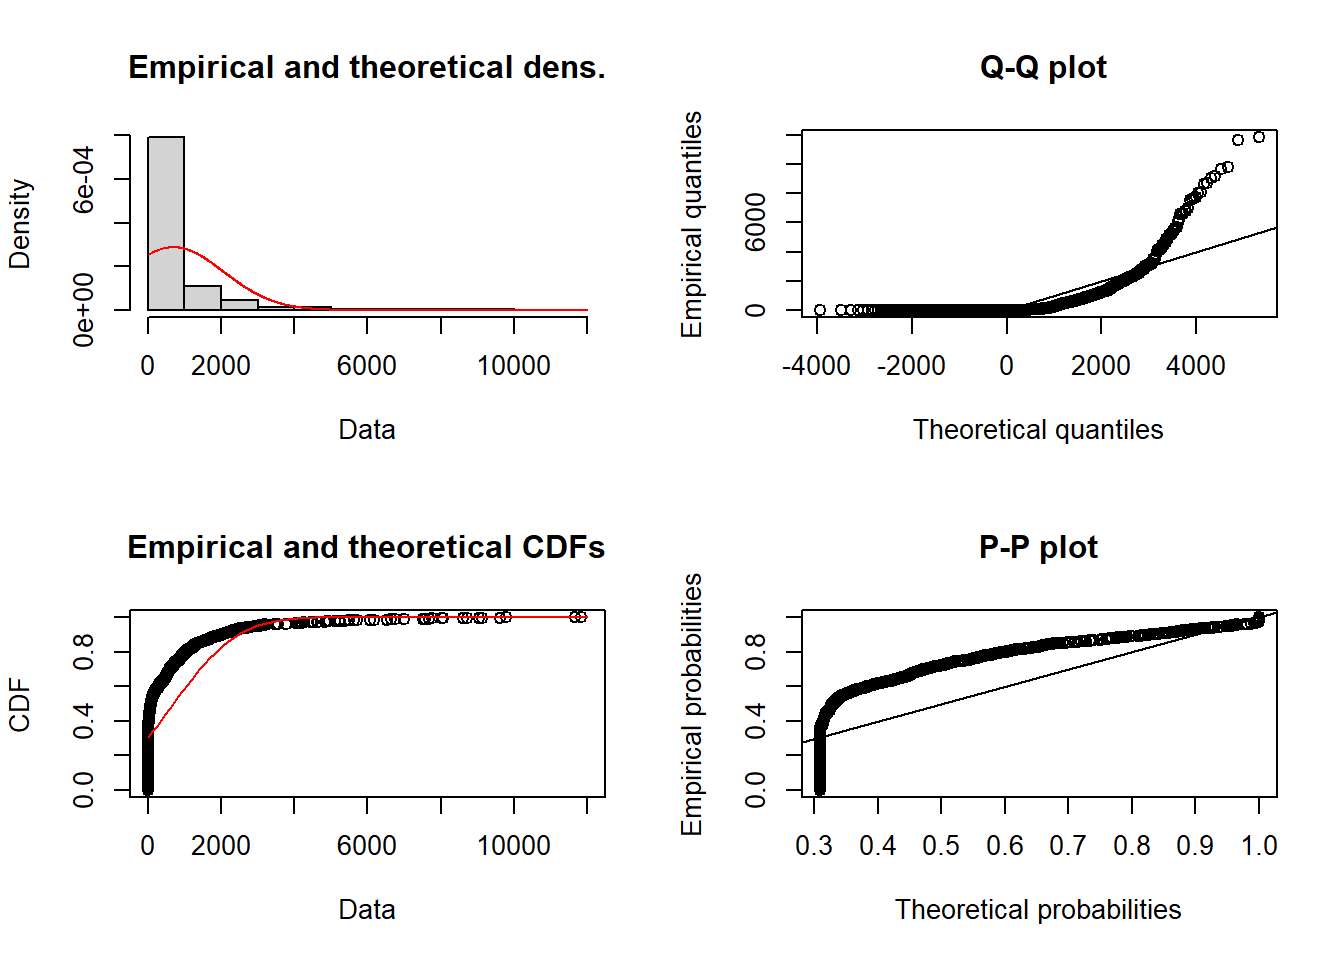 Empirical and theoretical dens.
Density
0e+00
6e-04
0
2000
6000
10000
Data
Q-Q plot
Empirical quantiles
0
6000
-4000
-2000
0
2000
4000
Theoretical quantiles
Empirical and theoretical CDFs
CDF
0.0
0.4
0.8
0
2000
6000
10000
Data
P-P plot
Empirical probabilities
0.0
0.4
0.8
0.3
0.4
0.5
0.6
0.7
0.8
0.9
1.0
Theoretical probabilities